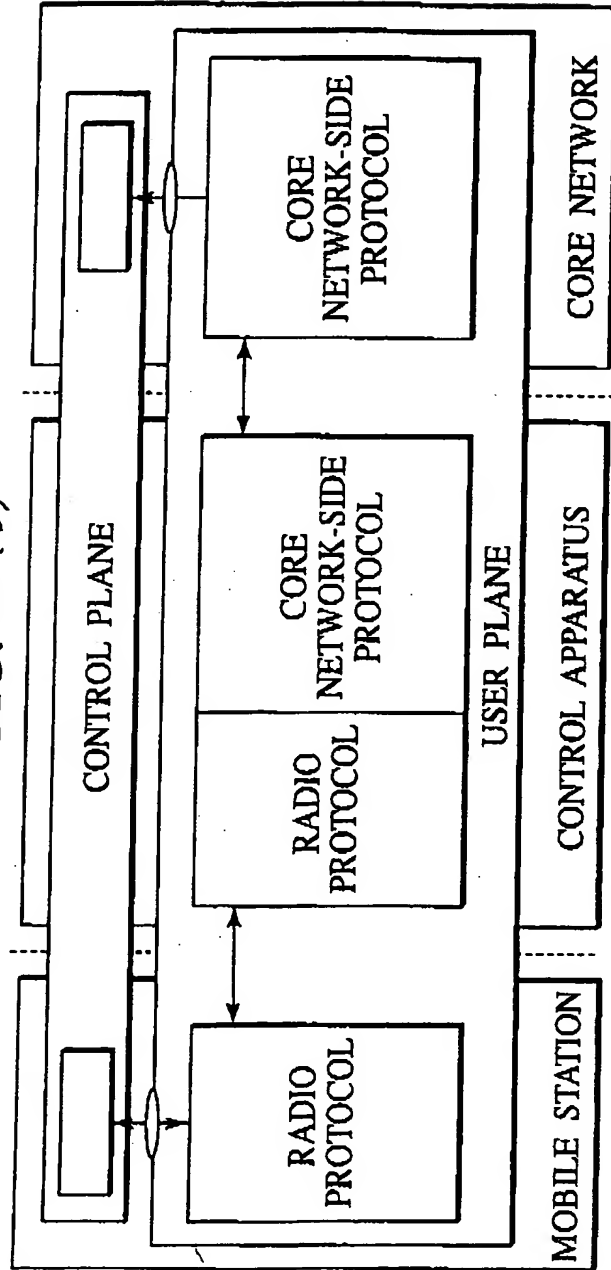 CONTROL PLANE
RADIO
PROTOCOL
RADIO
PROTOCOL
CORE
NETWORK-SIDE
PROTOCOL
CORE
NETWORK-SIDE
PROTOCOL
USER PLANE
MOBILE STATION
CONTROL APPARATUS
CORE NETWORK